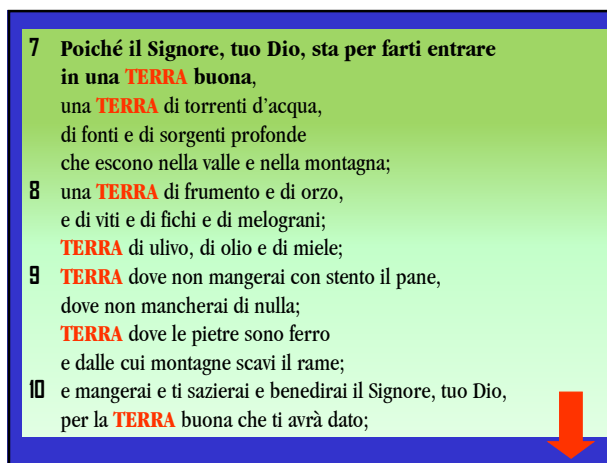 7 Poiché il Signore, tuo Dio, sta per farti entrare
in una TERRA buona,
una TERRA di torrenti d'acqua,
di fonti e di sorgenti profonde
che escono nella valle e nella montagna;
8 una TERRA di frumento e di orzo,
e di viti e di fichi e di melograni;
TERRA di ulivo, di olio e di miele;
9 TERRA dove non mangerai con stento il pane,
dove non mancherai di nulla;
TERRA dove le pietre sono ferro
e dalle cui montagne scavi il rame;
10 e mangerai e ti sazierai e benedirai il Signore, tuo Dio,
per la TERRA buona che ti avrà dato;